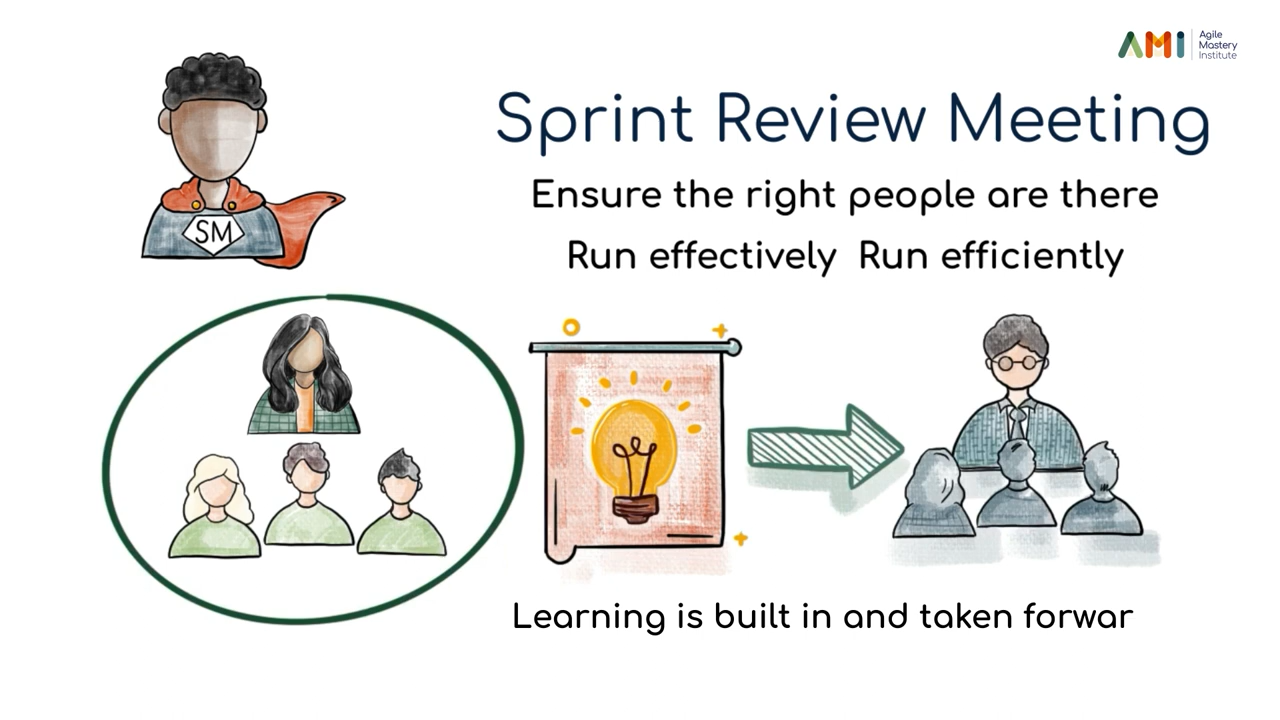 AMI
Agile
Mastery
Institute
Sprint Review Meeting
Ensure the right people are there
Run effectively Run efficiently
SM
Learning is built in and taken forwar